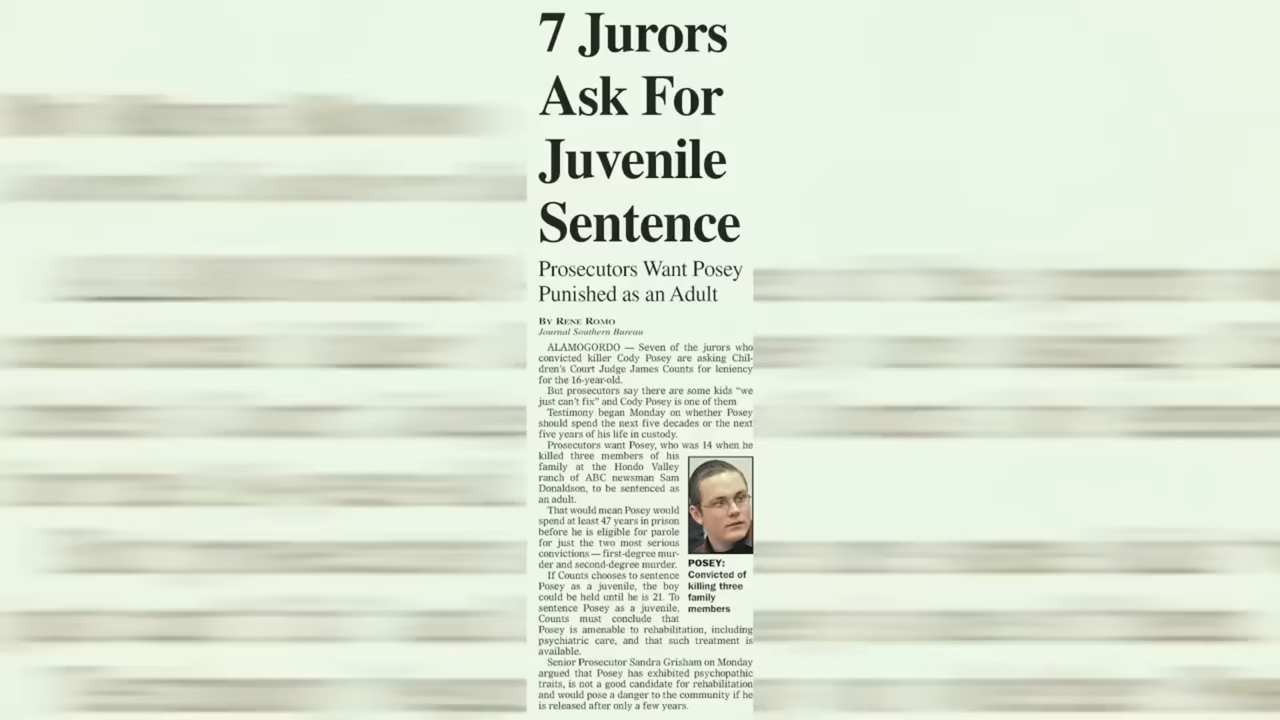 7 Jurors
Ask For
Juvenile
Sentence
Prosecutors Want Posey
Punished as an Adult
BY RENE ROMO
Journal Southern Bureau
ALAMOGORDO — Seven of the jurors who
convicted killer Cody Posey are asking Chil-
dren's Court Judge James Counts for leniency
for the 16-year-old.
But prosecutors say there are some kids "we
just can't fix" and Cody Posey is one of them.
Testimony began Monday on whether Posey
should spend the next five decades or the next
five years of his life in custody.
Prosecutors want Posey, who was 14 when he
killed three members of his
family at the Hondo Valley
ranch of ABC newsman Sam
Donaldson, to be sentenced as
an adult.
That would mean Posey would
spend at least 47 years in prison
before he is eligible for parole
for just the two most serious
convictions — first-degree mur-
der and second-degree murder.
If Counts chooses to sentence
Posey as a juvenile, the boy
could be held until he is 21. To
sentence Posey as a juvenile,
Counts must conclude that
Posey is amenable to rehabilitation, including
psychiatric care, and that such treatment is
available.
Senior Prosecutor Sandra Grisham on Monday
argued that Posey has exhibited psychopathic
traits, is not a good candidate for rehabilitation
and would pose a danger to the community if he
is released after only a few years.
POSEY:
Convicted of
killing three
family
members